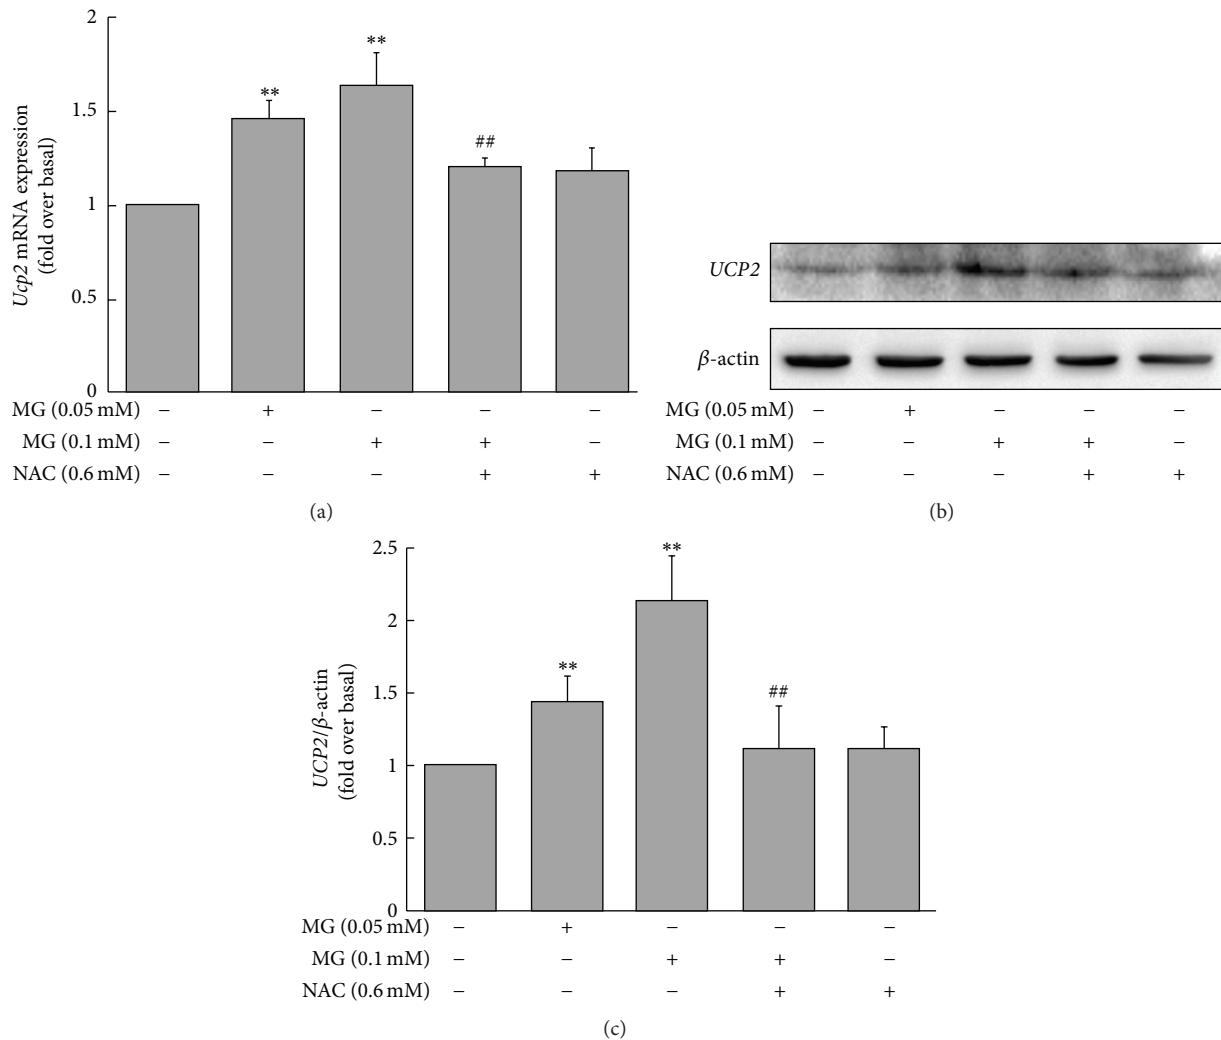 2
1.5
1
0.5
0
Ucp2 mRNA expression
(fold over basal)
**
**
##
MG (0.05 mM) − + − − −
MG (0.1 mM) − − + + −
NAC (0.6 mM) − − − + +
(a)
UCP2
β-actin
MG (0.05 mM) − + − − −
MG (0.1 mM) − − + + −
NAC (0.6 mM) − − − + +
(b)
2.5
2
1.5
1
0.5
0
UCP2/β-actin
(fold over basal)
**
**
##
MG (0.05 mM) − + − − −
MG (0.1 mM) − − + + −
NAC (0.6 mM) − − − + +
(c)